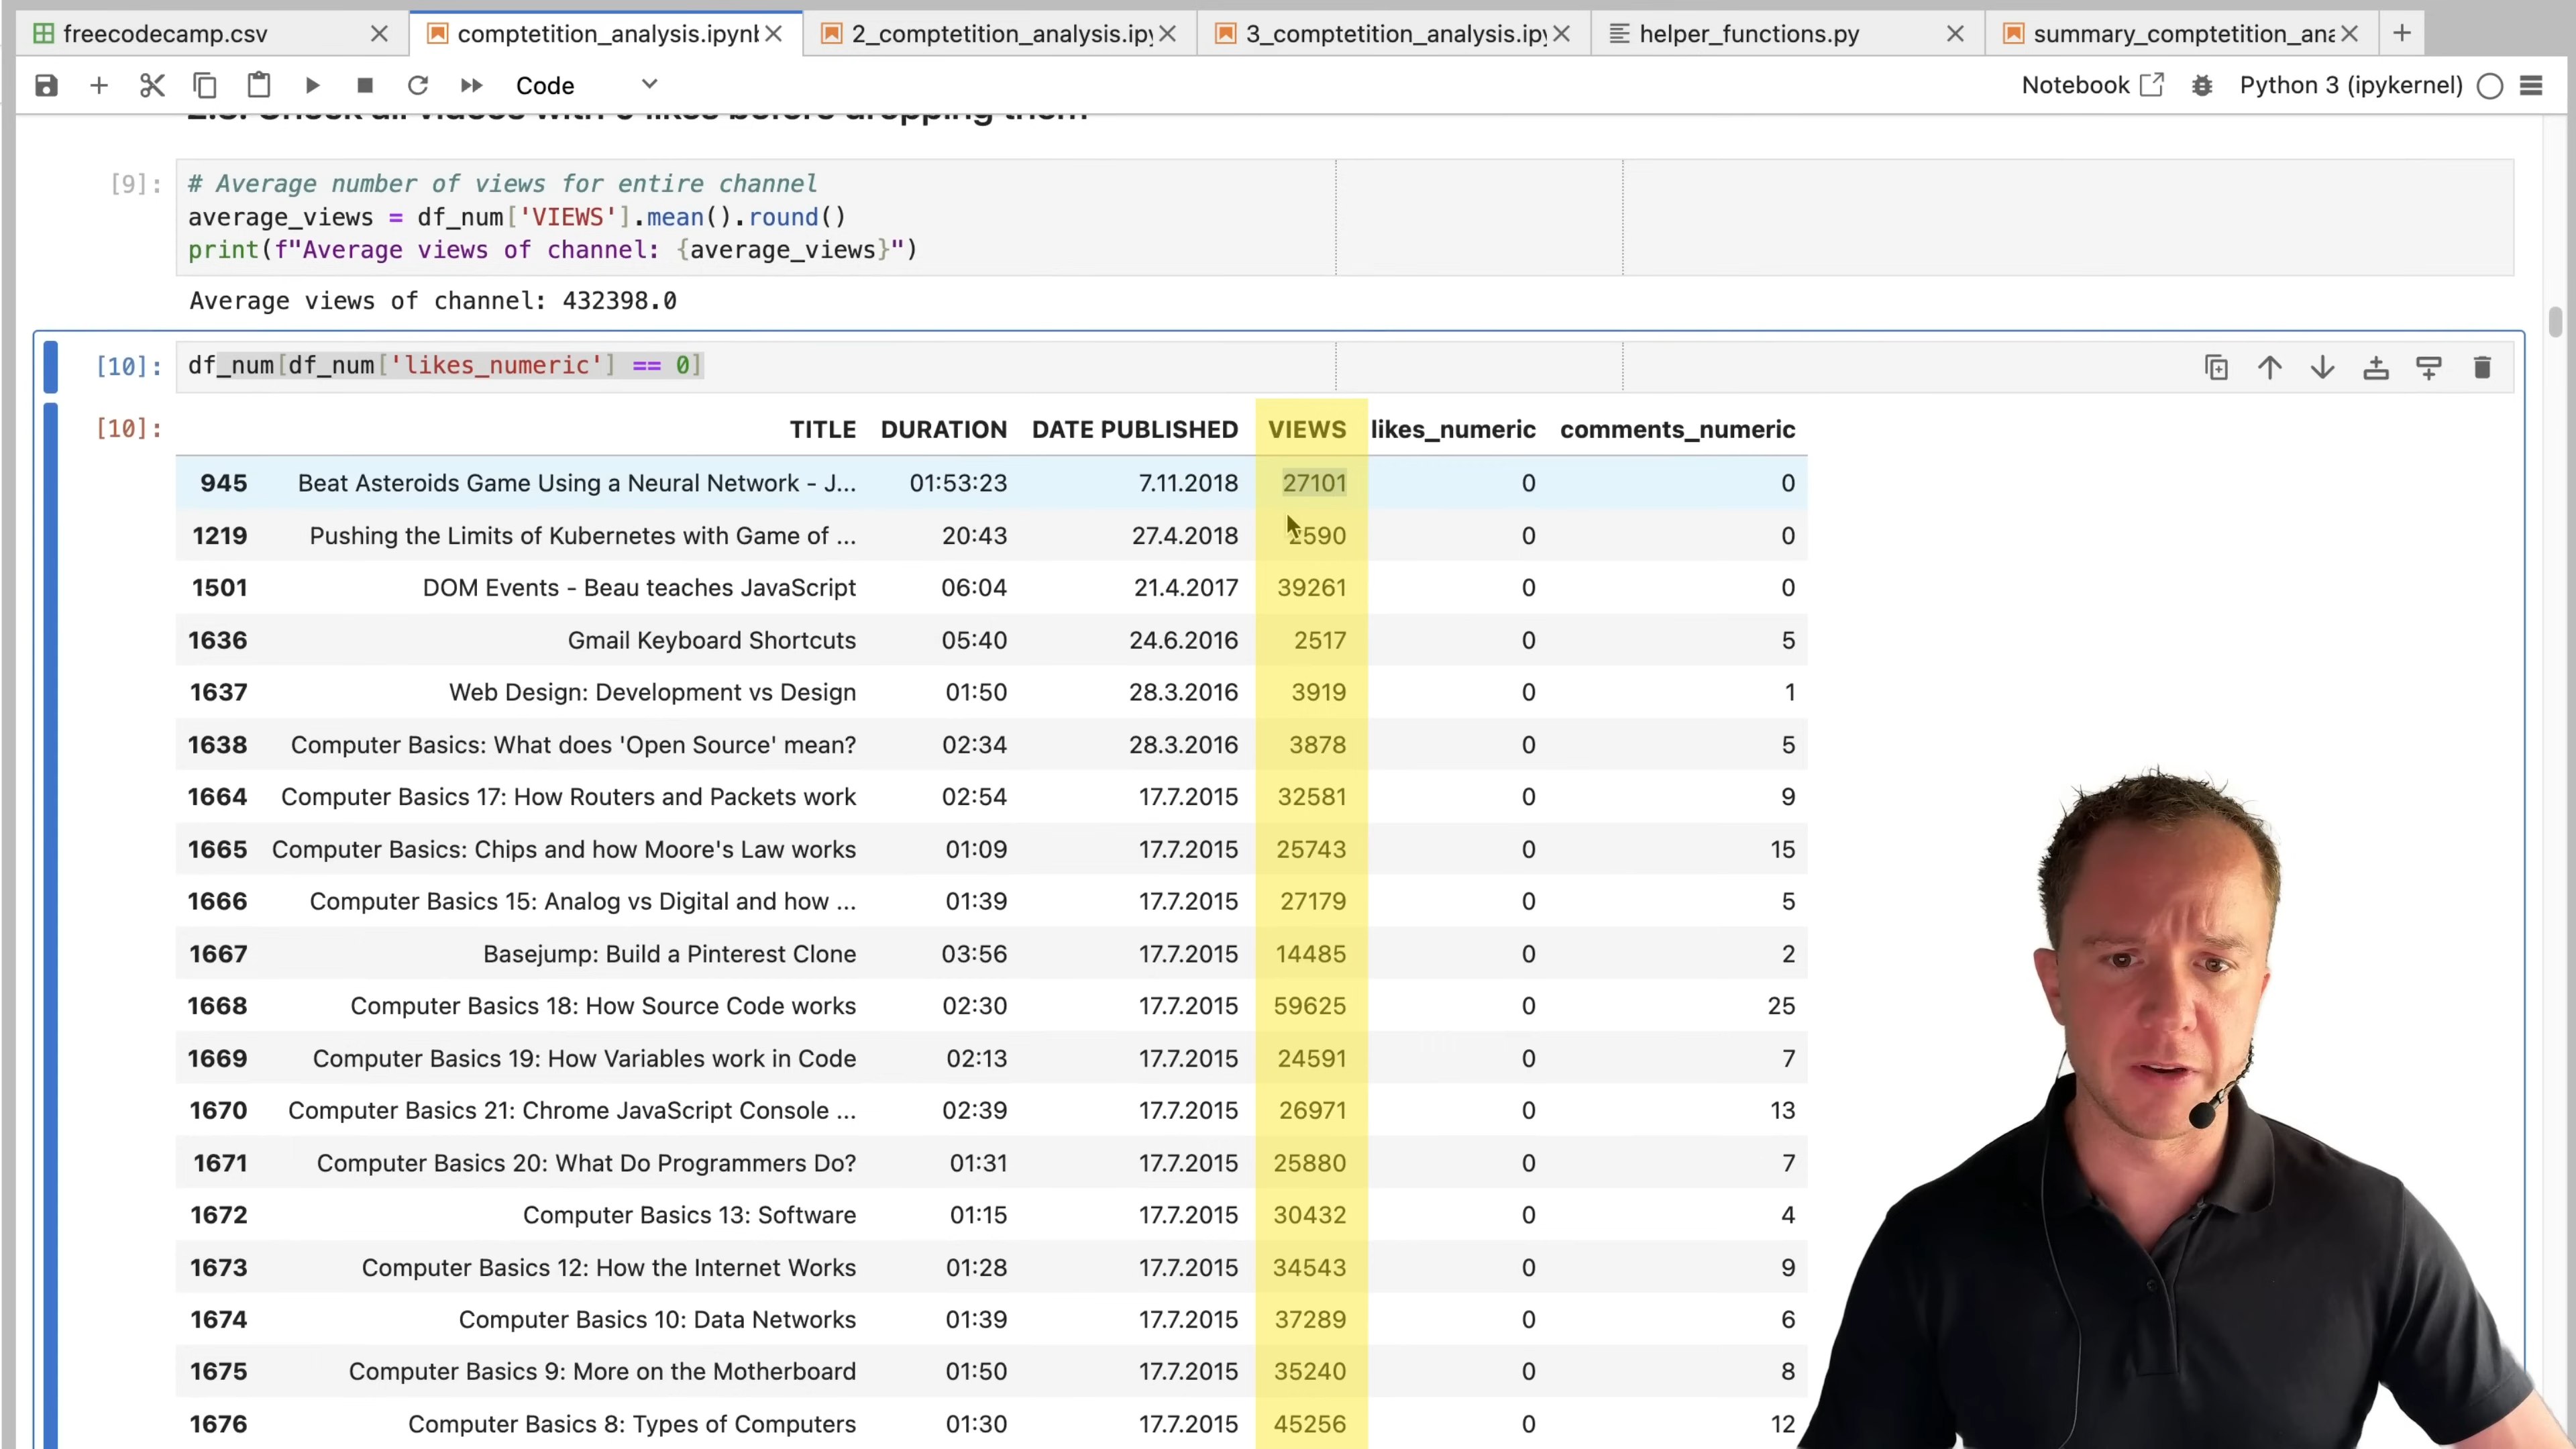 freecodecamp.csv
comptetition_analysis.ipynb
2_comptetition_analysis.ipy
3_comptetition_analysis.ipy
helper_functions.py
summary_comptetition_ana
Code
Notebook
Python 3 (ipykernel)
2.3. Check all videos with 0 likes before dropping them
[9]:
# Average number of views for entire channel
average_views = df_num['VIEWS'].mean().round()
print(f"Average views of channel: {average_views}")
Average views of channel: 432398.0
[10]: df_num[df_num['likes_numeric'] == 0]
[10]: TITLE DURATION DATE PUBLISHED VIEWS likes_numeric comments_numeric
945 Beat Asteroids Game Using a Neural Network - J... 01:53:23 7.11.2018 27101 0 0
1219 Pushing the Limits of Kubernetes with Game of ... 20:43 27.4.2018 2590 0 0
1501 DOM Events - Beau teaches JavaScript 06:04 21.4.2017 39261 0 0
1636 Gmail Keyboard Shortcuts 05:40 24.6.2016 2517 0 5
1637 Web Design: Development vs Design 01:50 28.3.2016 3919 0 1
1638 Computer Basics: What does 'Open Source' mean? 02:34 28.3.2016 3878 0 5
1664 Computer Basics 17: How Routers and Packets work 02:54 17.7.2015 32581 0 9
1665 Computer Basics: Chips and how Moore's Law works 01:09 17.7.2015 25743 0 15
1666 Computer Basics 15: Analog vs Digital and how ... 01:39 17.7.2015 27179 0 5
1667 Basejump: Build a Pinterest Clone 03:56 17.7.2015 14485 0 2
1668 Computer Basics 18: How Source Code works 02:30 17.7.2015 59625 0 25
1669 Computer Basics 19: How Variables work in Code 02:13 17.7.2015 24591 0 7
1670 Computer Basics 21: Chrome JavaScript Console ... 02:39 17.7.2015 26971 0 13
1671 Computer Basics 20: What Do Programmers Do? 01:31 17.7.2015 25880 0 7
1672 Computer Basics 13: Software 01:15 17.7.2015 30432 0 4
1673 Computer Basics 12: How the Internet Works 01:28 17.7.2015 34543 0 9
1674 Computer Basics 10: Data Networks 01:39 17.7.2015 37289 0 6
1675 Computer Basics 9: More on the Motherboard 01:50 17.7.2015 35240 0 8
1676 Computer Basics 8: Types of Computers 01:30 17.7.2015 45256 0 12